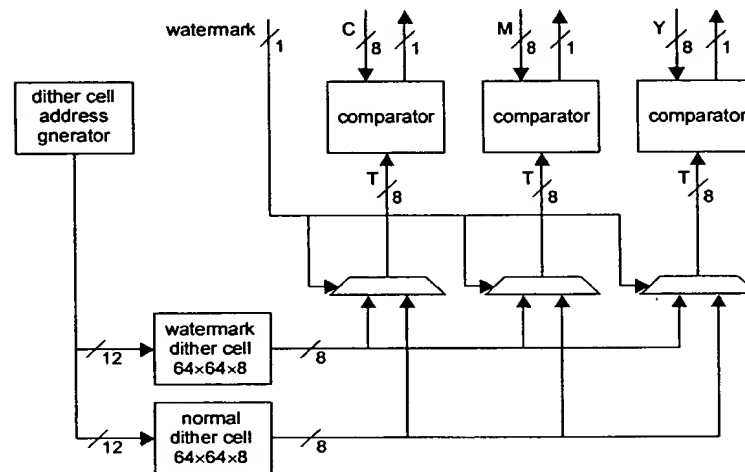 watermark
1
C
8
1
M
8
1
Y
8
1
dither cell
address
gnerator
comparator
comparator
comparator
T
8
T
8
T
8
12
watermark
dither cell
64×64×8
8
12
normal
dither cell
64×64×8
8